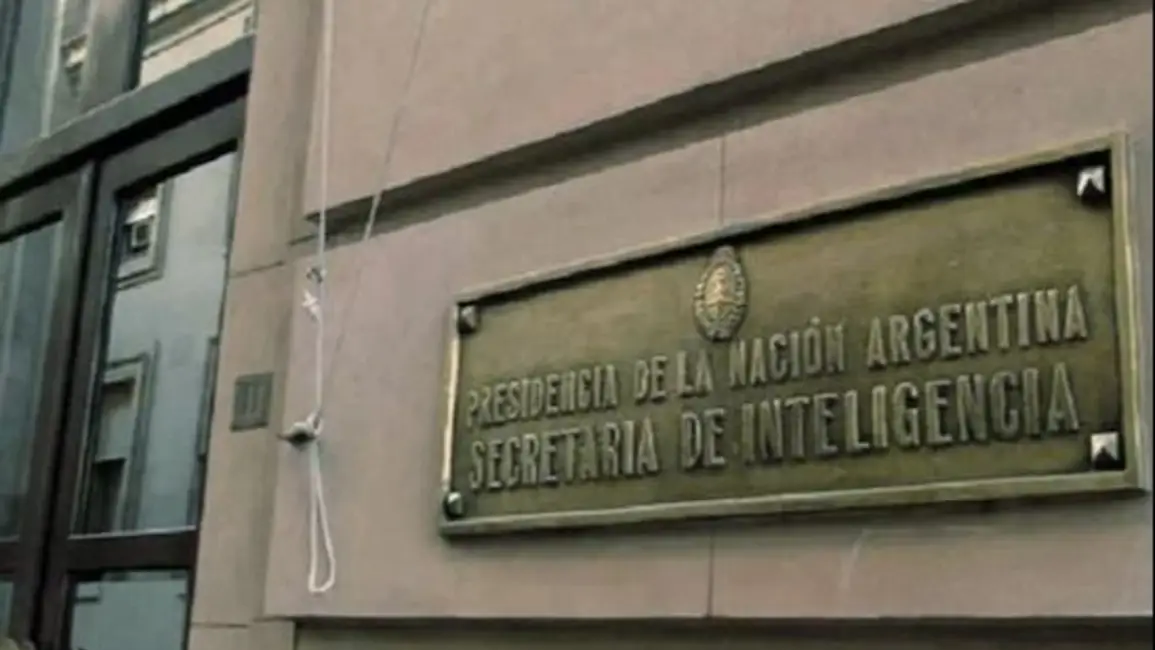 PRESIDENCIA DE LA NACIÓN ARGENTINA
SECRETARIA DE INTELIGENCIA